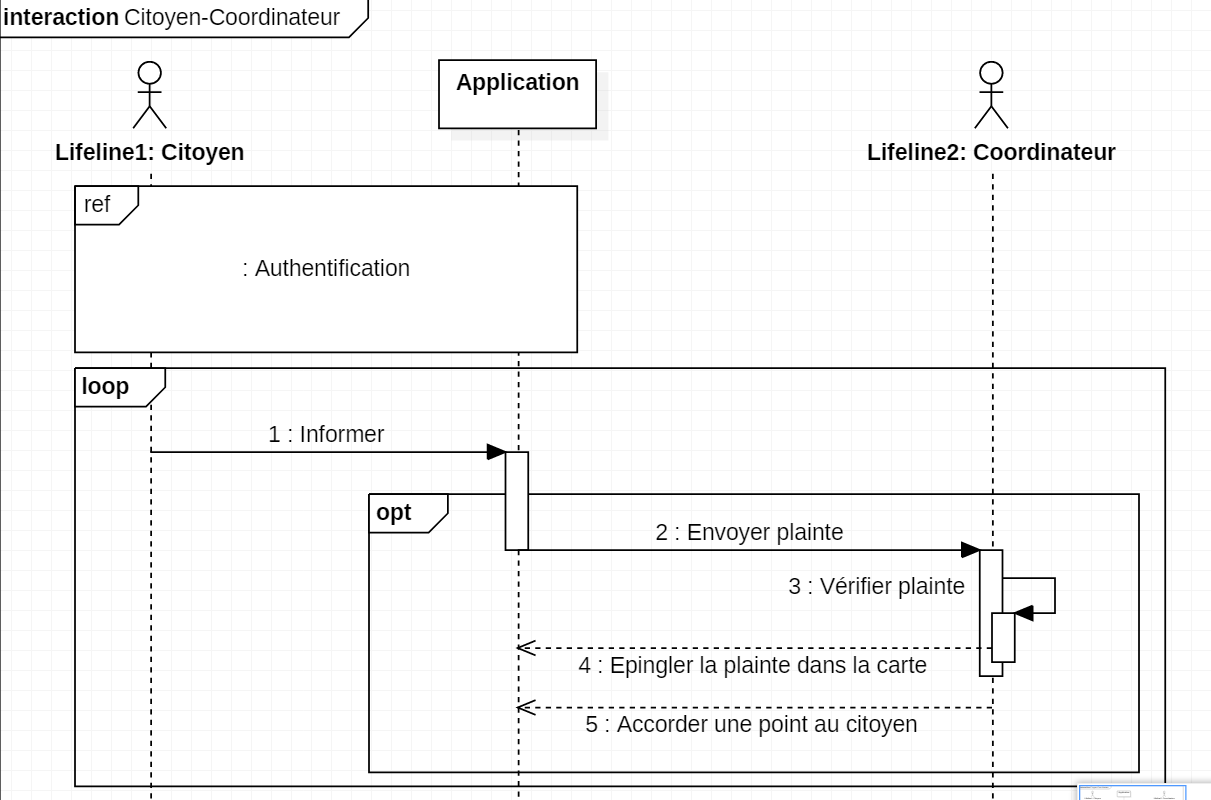 interaction Citoyen-Coordinateur
Application
Lifeline1: Citoyen
Lifeline2: Coordinateur
ref
: Authentification
loop
1 : Informer
opt
2 : Envoyer plainte
3 : Vérifier plainte
4 : Epingler la plainte dans la carte
5 : Accorder une point au citoyen